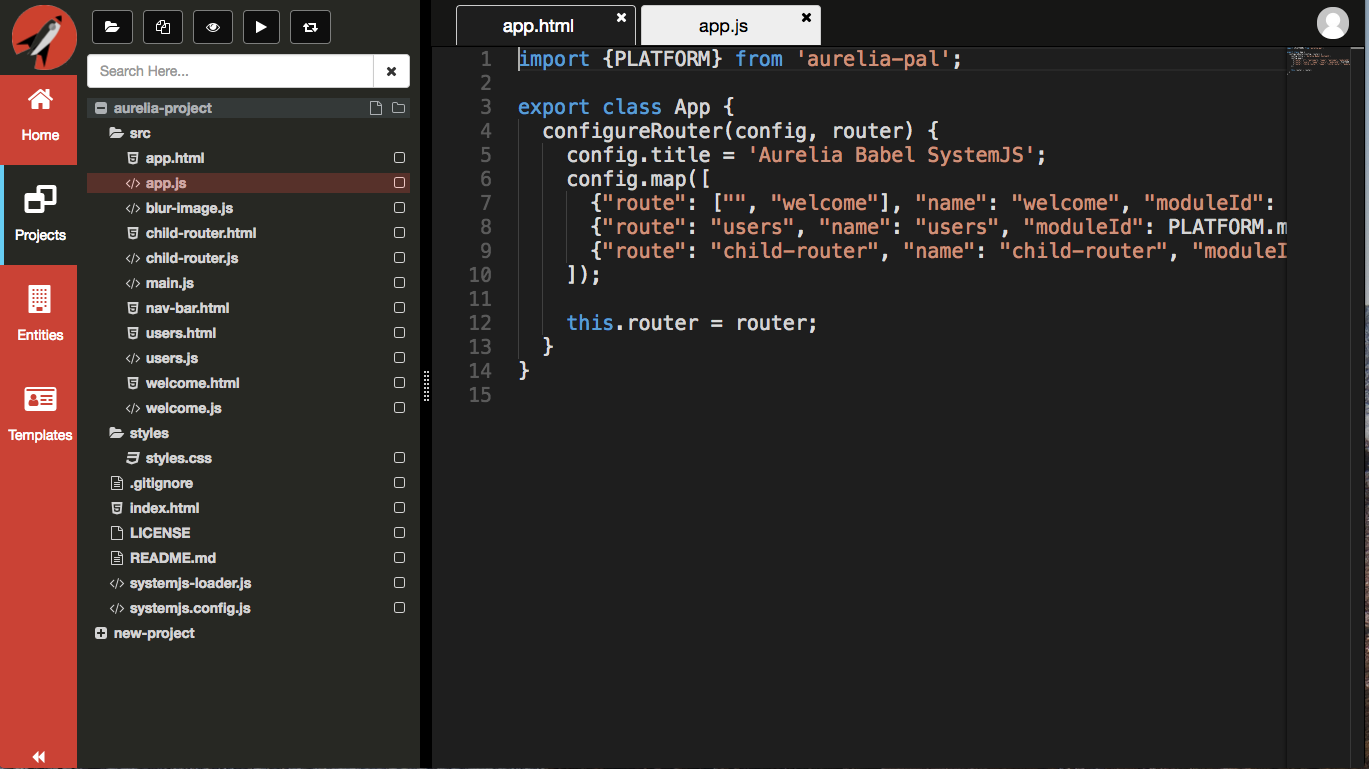 Home
Projects
Entities
Templates
Search Here...
aurelia-project
src
app.html
app.js
blur-image.js
child-router.html
child-router.js
main.js
nav-bar.html
users.html
users.js
welcome.html
welcome.js
styles
styles.css
.gitignore
index.html
LICENSE
README.md
systemjs-loader.js
systemjs.config.js
new-project
app.html
app.js
1 import {PLATFORM} from 'aurelia-pal';
2
3 export class App {
4 configureRouter(config, router) {
5 config.title = 'Aurelia Babel SystemJS';
6 config.map([
7 {"route": ["", "welcome"], "name": "welcome", "moduleId":
8 {"route": "users", "name": "users", "moduleId": PLATFORM.m
9 {"route": "child-router", "name": "child-router", "moduleI
10 ]);
11
12 this.router = router;
13 }
14 }
15